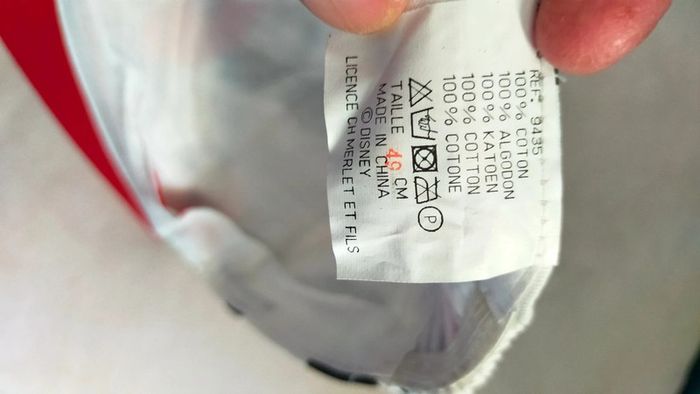 REF: 9435
100% COTON
100% ALGODON
100% KATOEN
100% COTTON
100% COTONE
P
TAILLE 49 CM
MADE IN CHINA
© DISNEY
LICENCE CH MERLET ET FILS